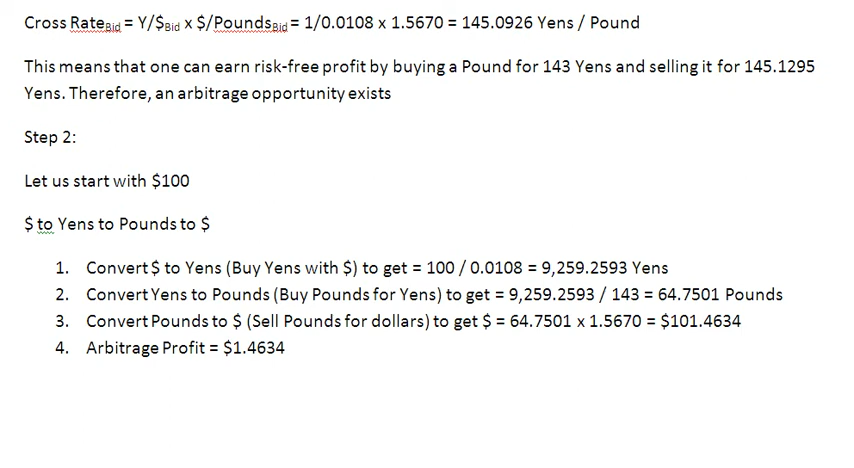 Cross RateBid = Y/$Bid x $/PoundsBid = 1/0.0108 x 1.5670 = 145.0926 Yens / Pound
This means that one can earn risk-free profit by buying a Pound for 143 Yens and selling it for 145.1295
Yens. Therefore, an arbitrage opportunity exists
Step 2:
Let us start with $100
$ to Yens to Pounds to $
1. Convert $ to Yens (Buy Yens with $) to get = 100 / 0.0108 = 9,259.2593 Yens
2. Convert Yens to Pounds (Buy Pounds for Yens) to get = 9,259.2593 / 143 = 64.7501 Pounds
3. Convert Pounds to $ (Sell Pounds for dollars) to get $ = 64.7501 x 1.5670 = $101.4634
4. Arbitrage Profit = $1.4634